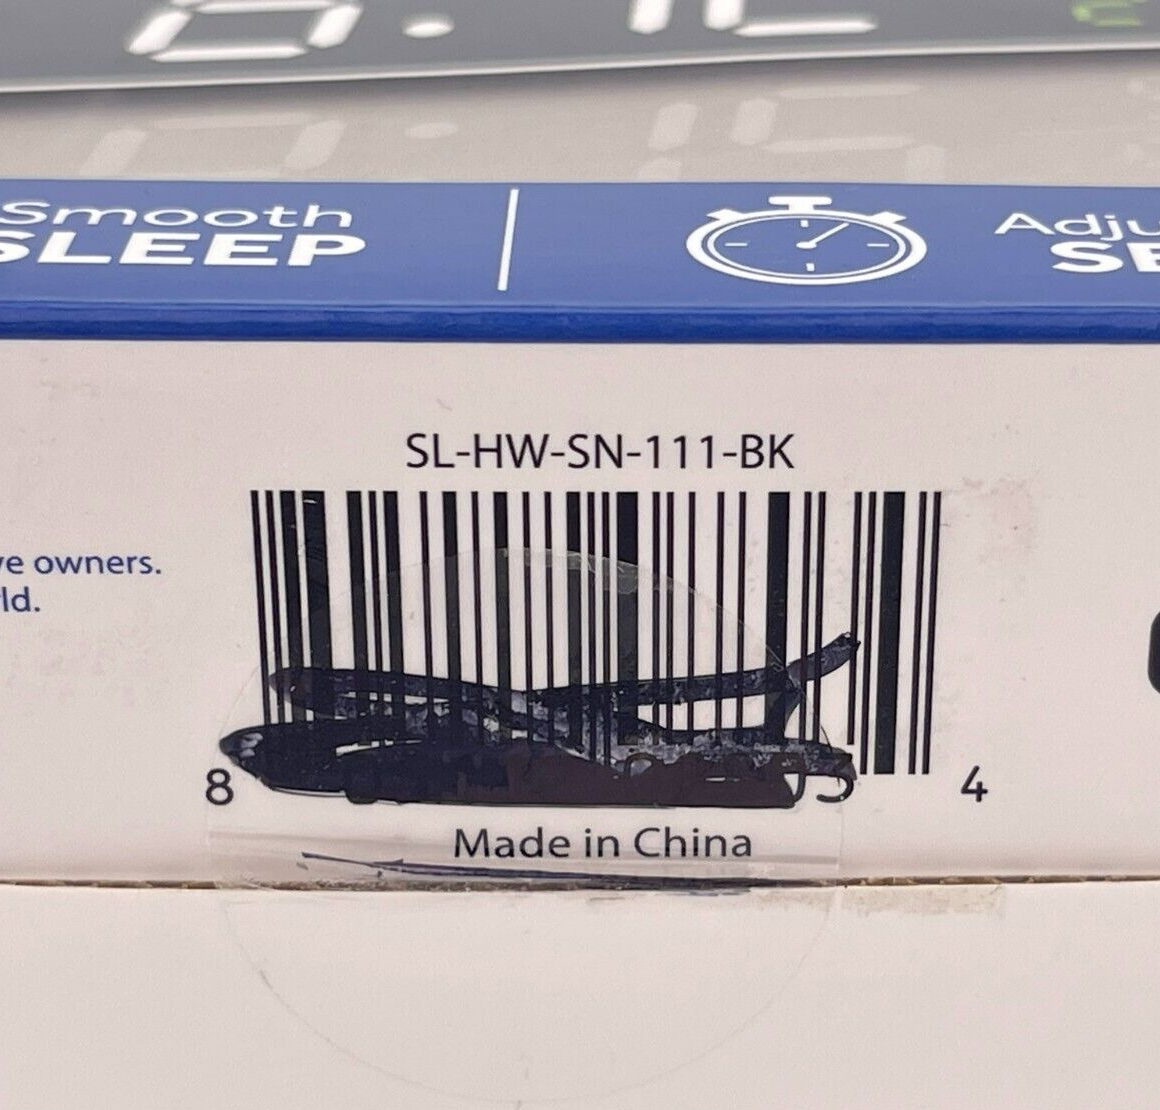 Smooth
SLEEP
Adju
SE
SL-HW-SN-111-BK
ve owners.
ld.
8 4
Made in China